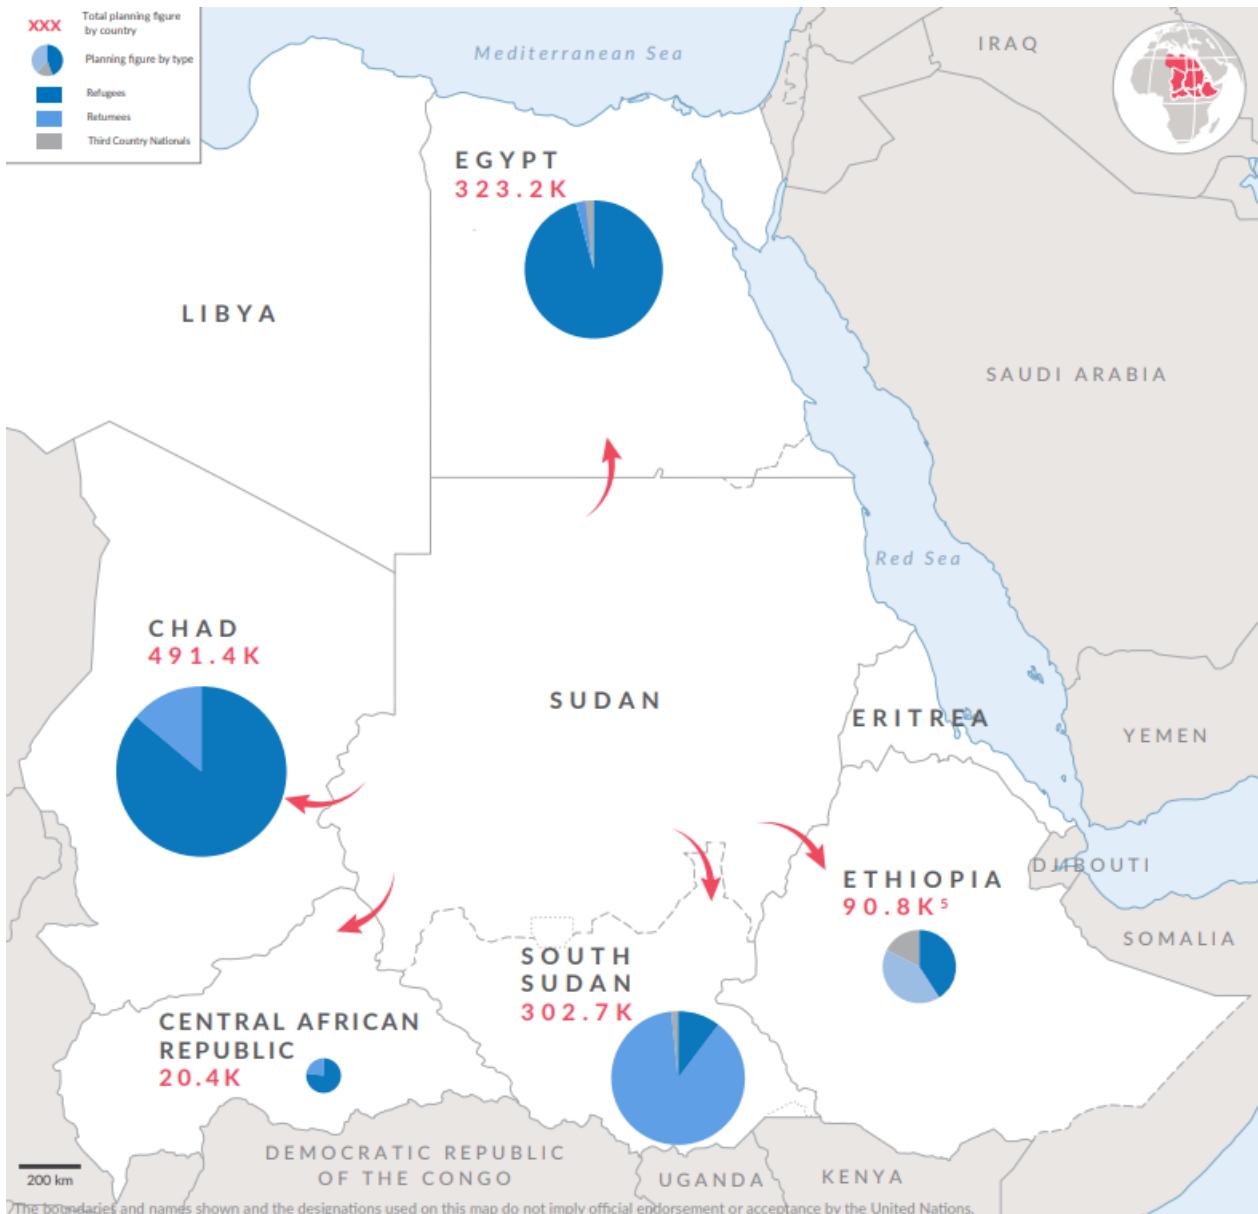 XXX
Total planning figure
by country
Planning figure by type
Refugees
Returnees
Third Country Nationals
Mediterranean Sea
IRAQ
EGYPT
323.2K
LIBYA
SAUDI ARABIA
Red Sea
CHAD
491.4K
SUDAN
ERITREA
YEMEN
DJIBOUTI
ETHIOPIA
90.8K⁵
SOMALIA
SOUTH
SUDAN
302.7K
CENTRAL AFRICAN
REPUBLIC
20.4K
DEMOCRATIC REPUBLIC
OF THE CONGO
UGANDA
KENYA
200 km
The boundaries and names shown and the designations used on this map do not imply official endorsement or acceptance by the United Nations.